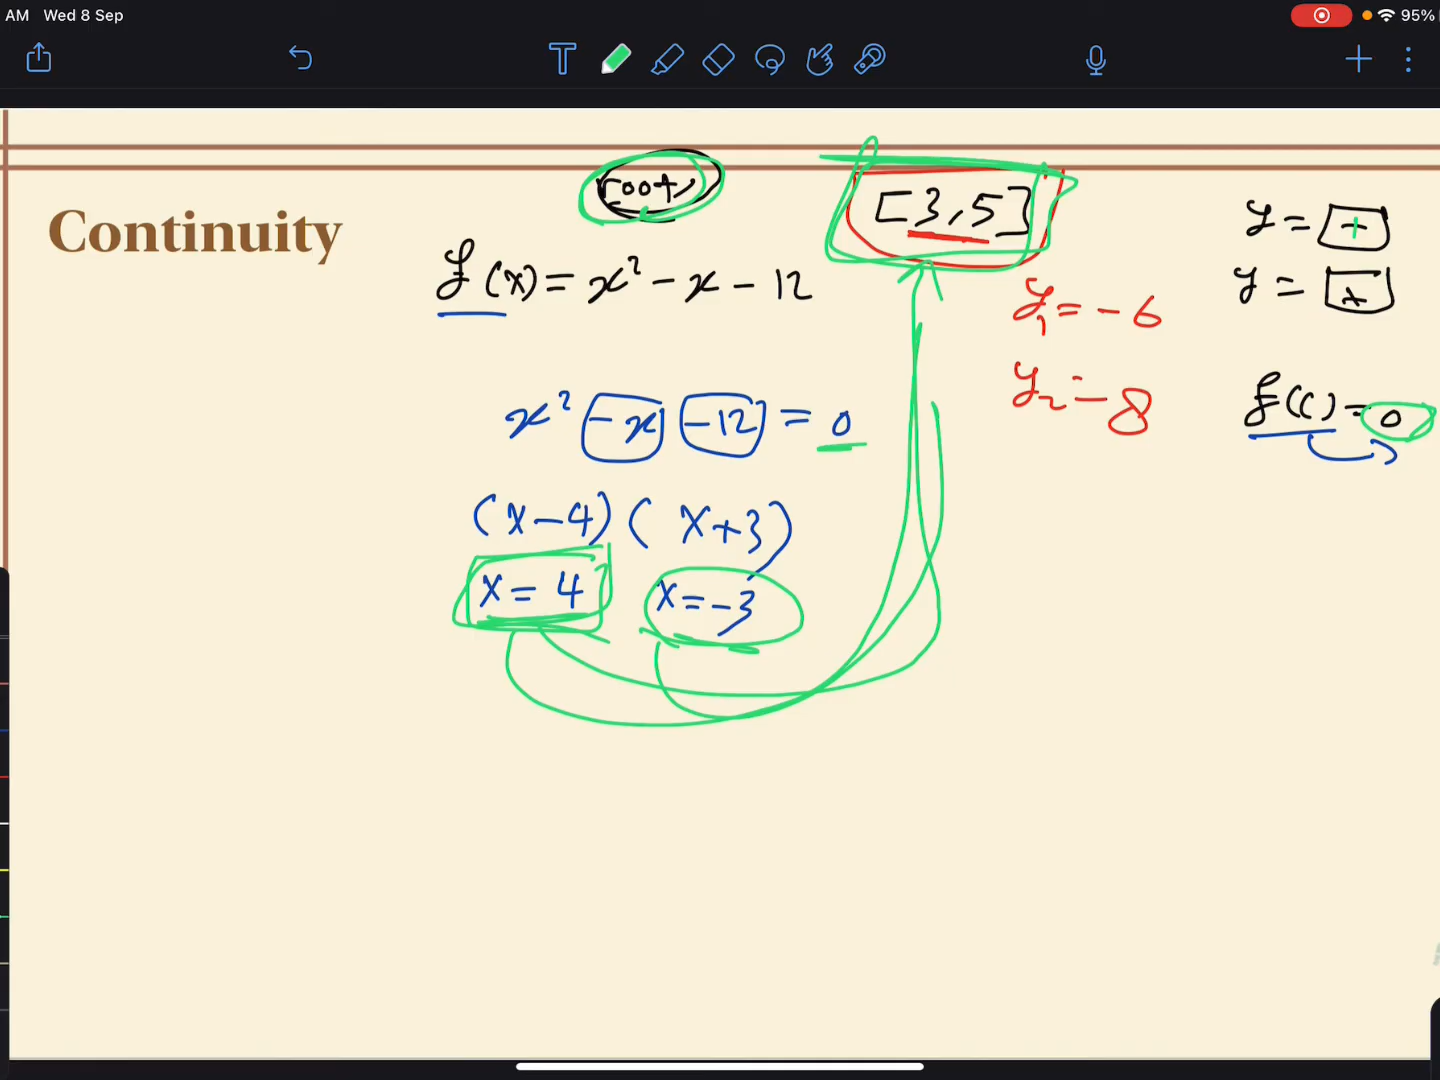 AM Wed 8 Sep
95%
T
Continuity
root
[3,5]
y = +
f(x) = x² - x - 12
y₁ = -6
y =
x² -x -12 = 0
y₂ = 8
f(c) = 0
(x-4)(x+3)
x = 4 x = -3